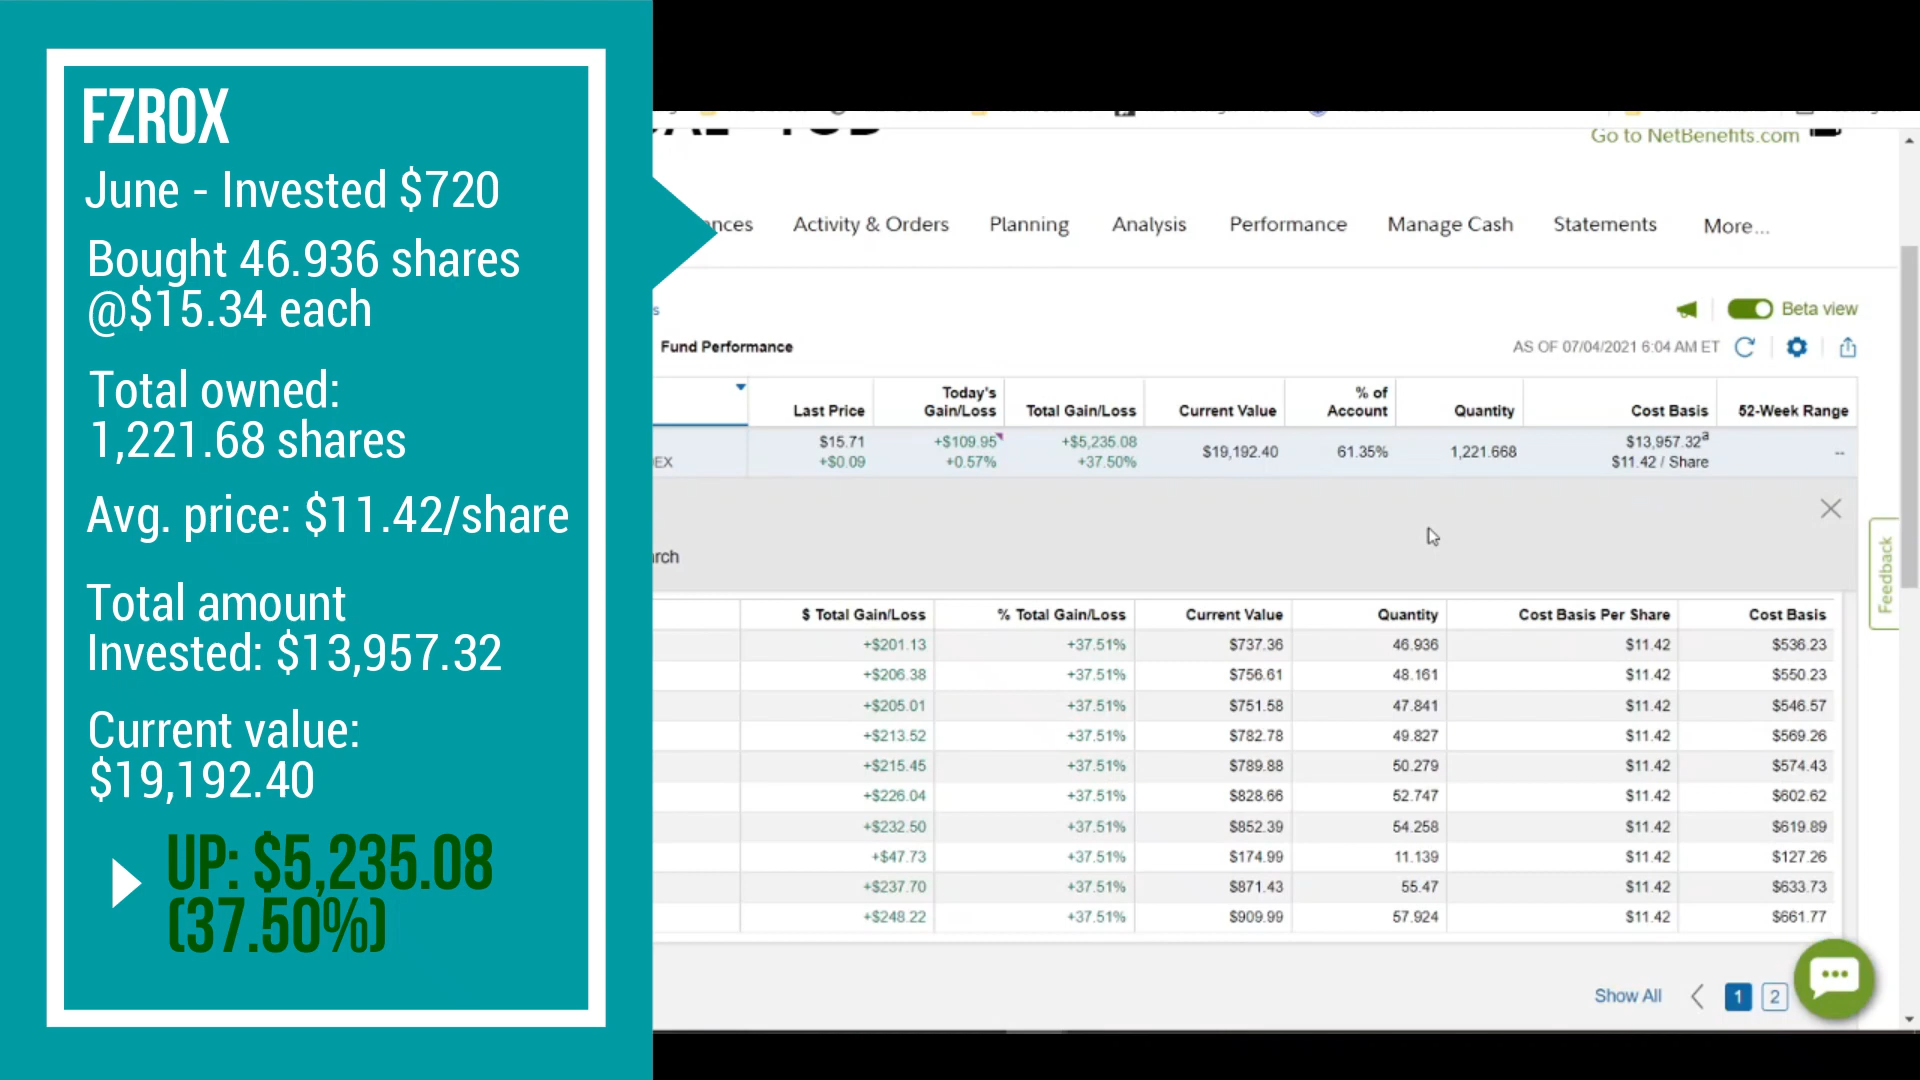 FZROX
June - Invested $720
Bought 46.936 shares
@$15.34 each
Total owned:
1,221.68 shares
Avg. price: $11.42/share
Total amount
Invested: $13,957.32
Current value:
$19,192.40
UP: $5,235.08
(37.50%)
Go to NetBenefits.com
nces Activity & Orders Planning Analysis Performance Manage Cash Statements More...
s
Beta view
Fund Performance AS OF 07/04/2021 6:04 AM ET
Last Price Today's Gain/Loss Total Gain/Loss Current Value % of Account Quantity Cost Basis 52-Week Range
$15.71 +$109.95 +$5,235.08 $19,192.40 61.35% 1,221.668 $13,957.32a --
EX +$0.09 +0.57% +37.50% $11.42 / Share
rch
Feedback
$ Total Gain/Loss % Total Gain/Loss Current Value Quantity Cost Basis Per Share Cost Basis
+$201.13 +37.51% $737.36 46.936 $11.42 $536.23
+$206.38 +37.51% $756.61 48.161 $11.42 $550.23
+$205.01 +37.51% $751.58 47.841 $11.42 $546.57
+$213.52 +37.51% $782.78 49.827 $11.42 $569.26
+$215.45 +37.51% $789.88 50.279 $11.42 $574.43
+$226.04 +37.51% $828.66 52.747 $11.42 $602.62
+$232.50 +37.51% $852.39 54.258 $11.42 $619.89
+$47.73 +37.51% $174.99 11.139 $11.42 $127.26
+$237.70 +37.51% $871.43 55.47 $11.42 $633.73
+$248.22 +37.51% $909.99 57.924 $11.42 $661.77
Show All 1 2